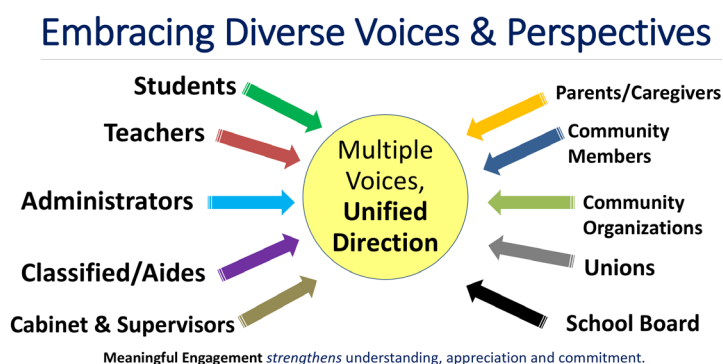 Embracing Diverse Voices & Perspectives
Students
Teachers
Administrators
Classified/Aides
Cabinet & Supervisors
Multiple
Voices,
Unified
Direction
Parents/Caregivers
Community
Members
Community
Organizations
Unions
School Board
Meaningful Engagement strengthens understanding, appreciation and commitment.